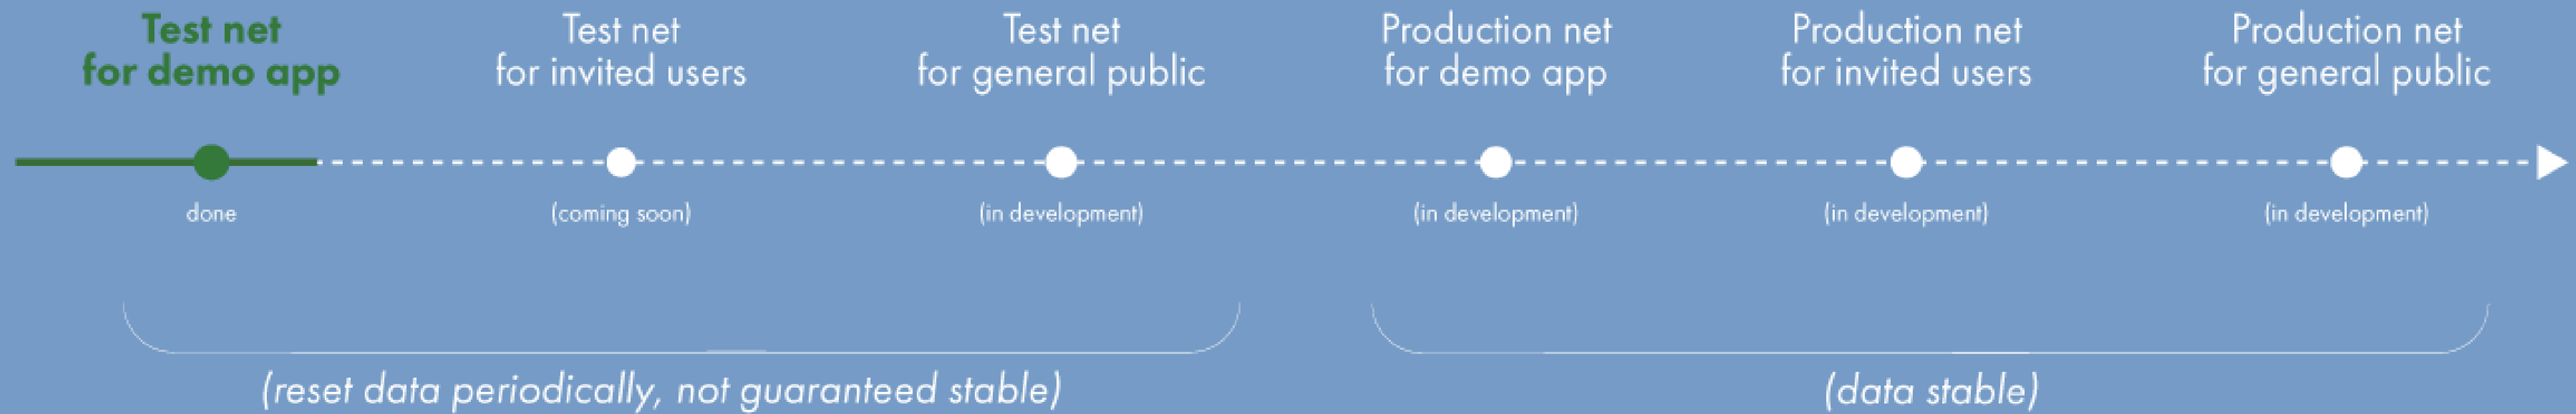 Test net
for demo app
Test net
for invited users
Test net
for general public
Production net
for demo app
Production net
for invited users
Production net
for general public
done
(coming soon)
(in development)
(in development)
(in development)
(in development)
(reset data periodically, not guaranteed stable)
(data stable)